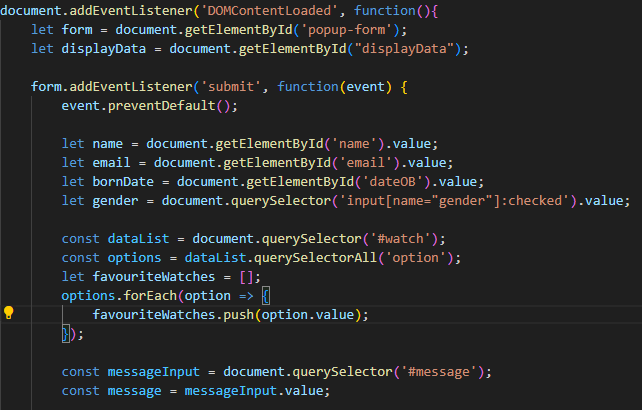 document.addEventListener('DOMContentLoaded', function(){
let form = document.getElementById('popup-form');
let displayData = document.getElementById("displayData");
form.addEventListener('submit', function(event) {
event.preventDefault();
let name = document.getElementById('name').value;
let email = document.getElementById('email').value;
let bornDate = document.getElementById('dateOB').value;
let gender = document.querySelector('input[name="gender"]:checked').value;
const dataList = document.querySelector('#watch');
const options = dataList.querySelectorAll('option');
let favouriteWatches = [];
options.forEach(option => {
favouriteWatches.push(option.value);
});
const messageInput = document.querySelector('#message');
const message = messageInput.value;